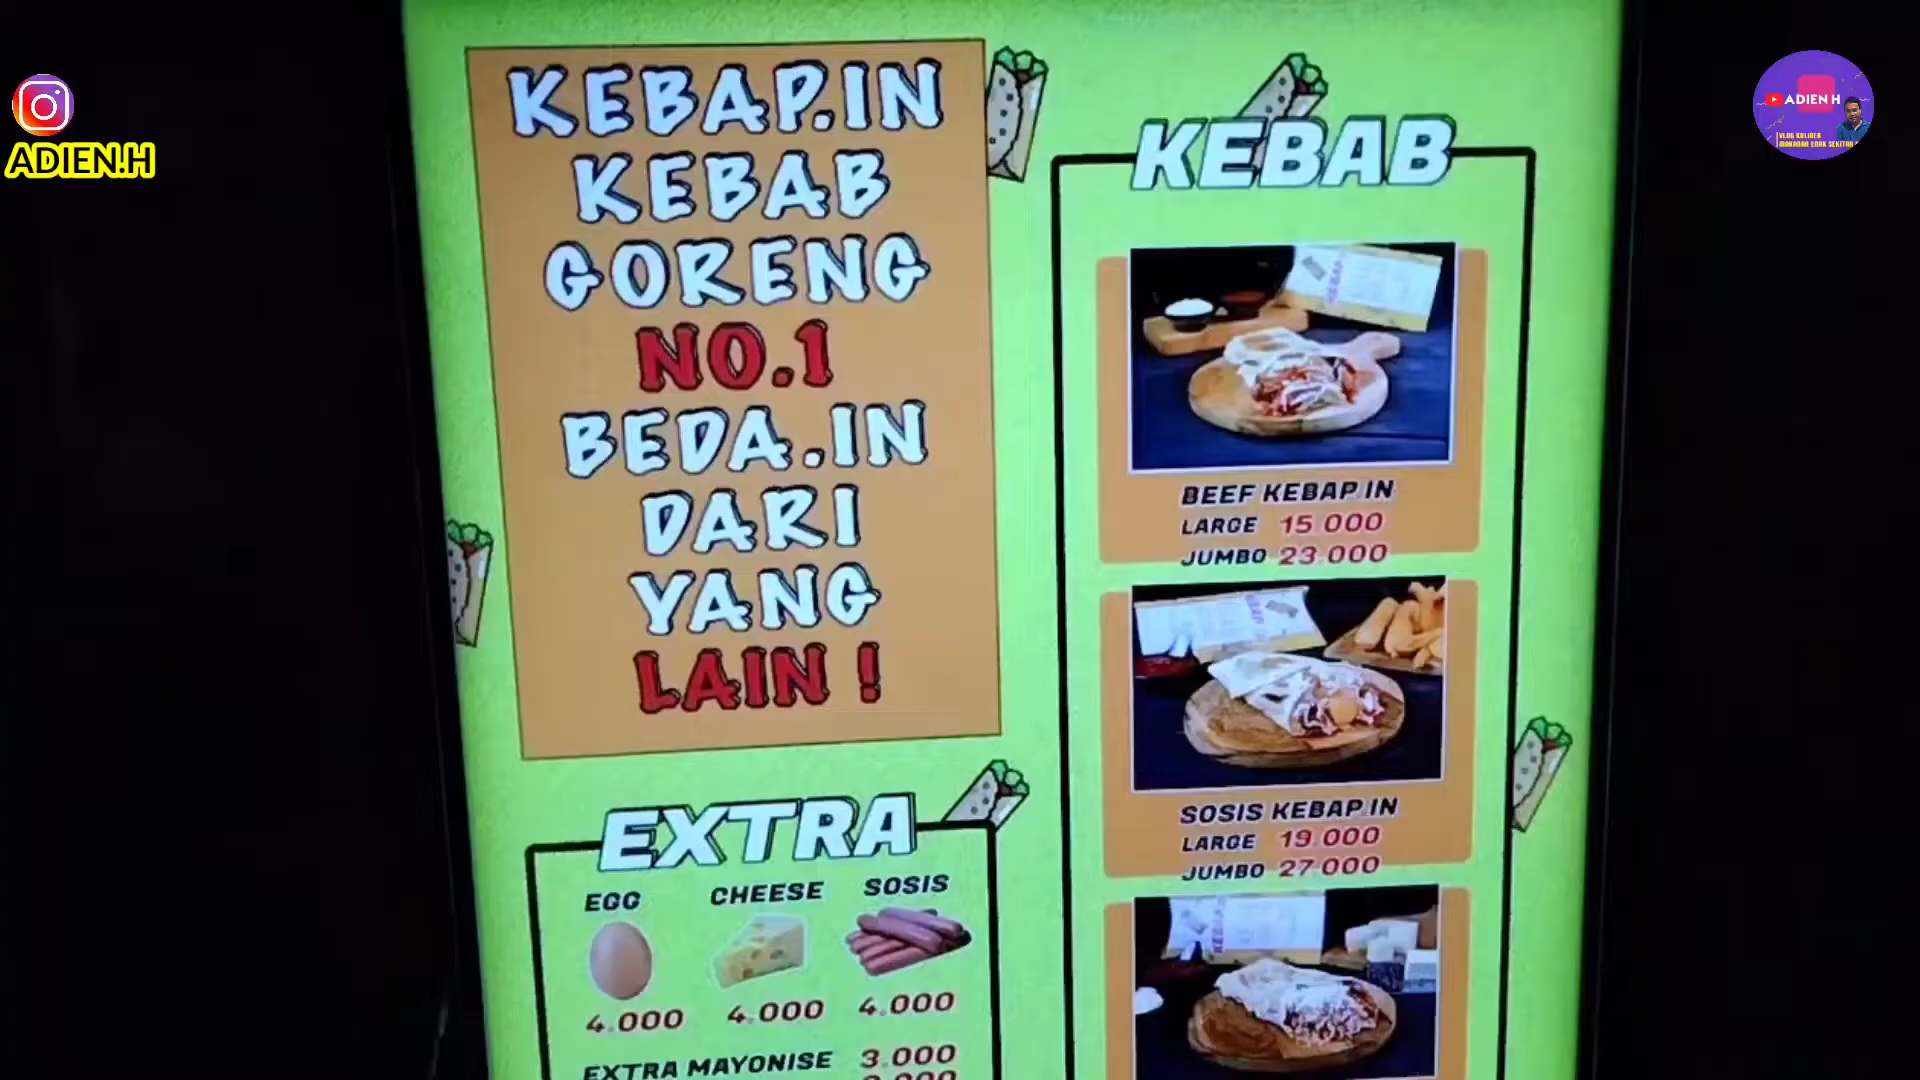 ADIEN.H
ADIEN H
VLOG KULINER
KEBAP.IN
KEBAB
GORENG
NO.1
BEDA.IN
DARI
YANG
LAIN !
EXTRA
EGG
CHEESE
SOSIS
4.000
4.000
4.000
EXTRA MAYONISE 3.000
KEBAB
BEEF KEBAP.IN
LARGE 15.000
JUMBO 23.000
SOSIS KEBAP.IN
LARGE 19.000
JUMBO 27.000